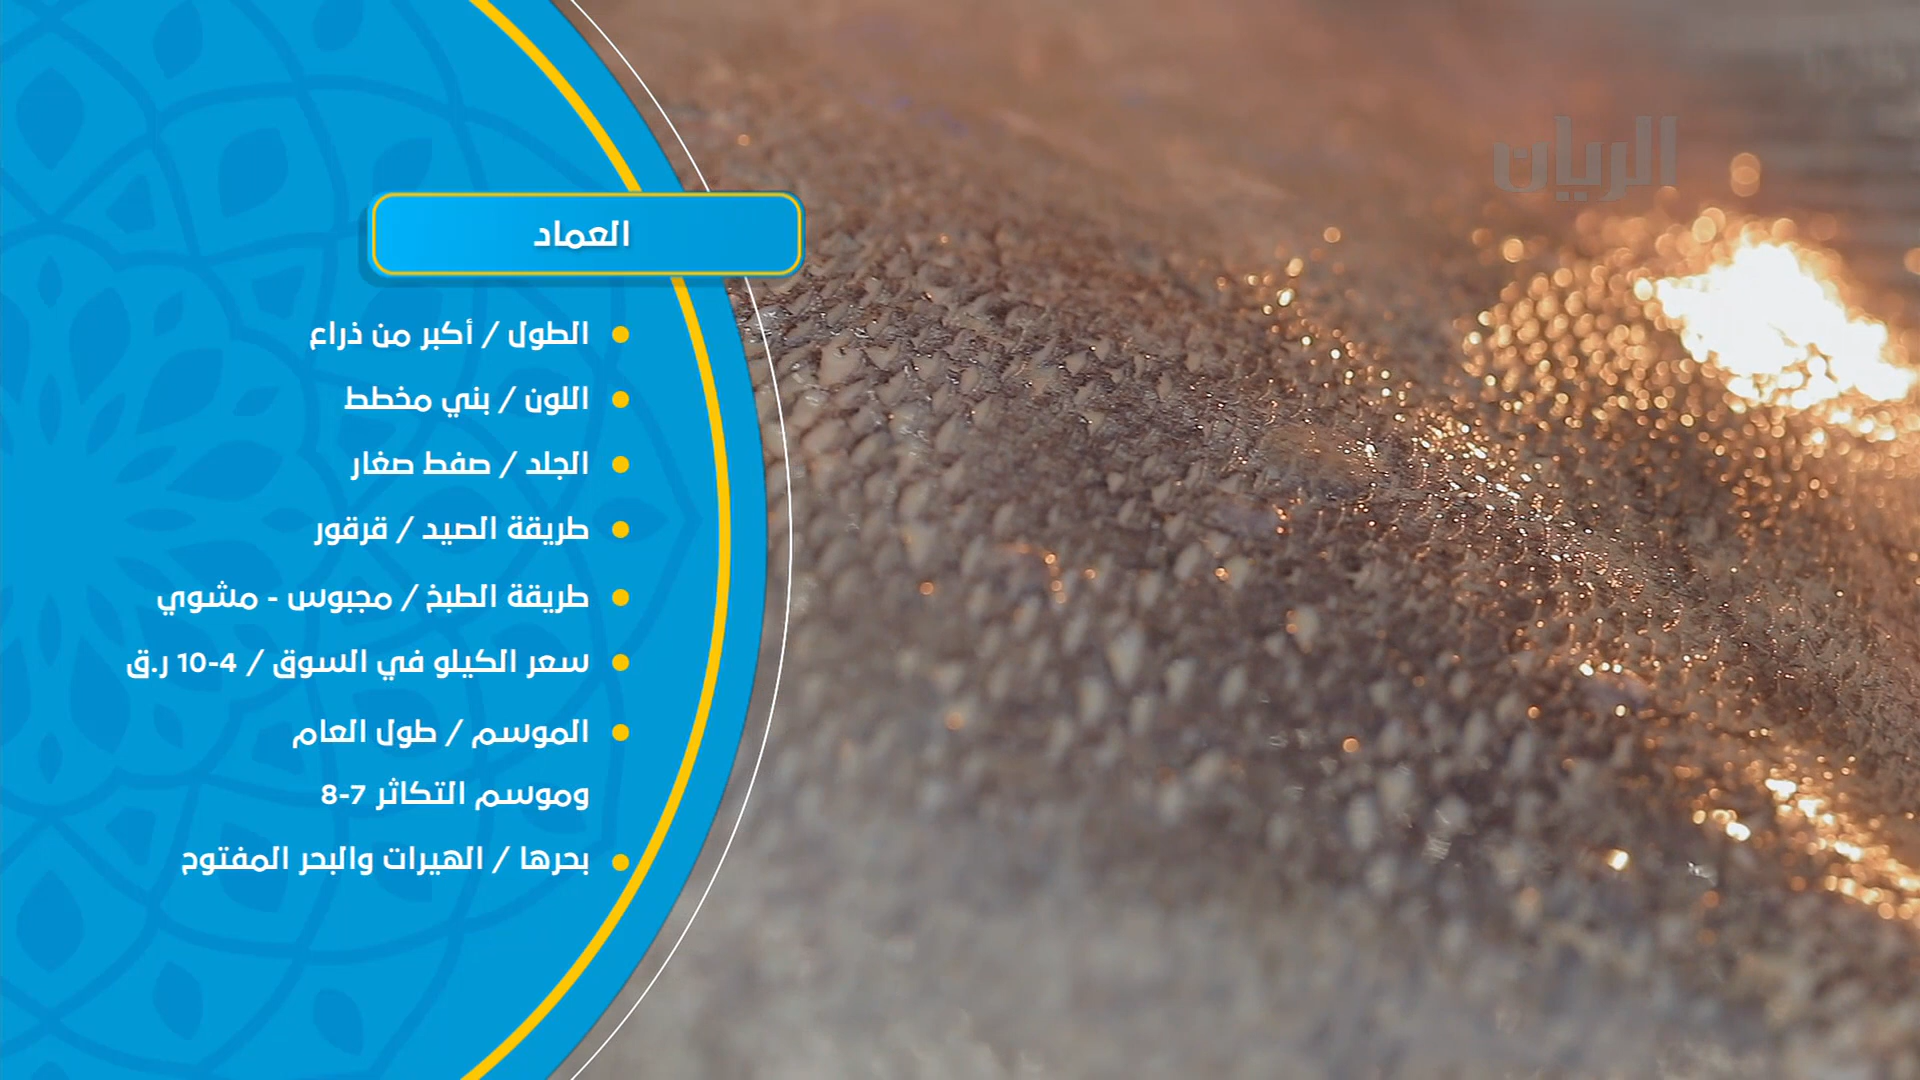 الريان
العماد
الطول / أكبر من ذراع
اللون / بني مخطط
الجلد / صفط صغار
طريقة الصيد / قرقور
طريقة الطبخ / مجبوس - مشوي
سعر الكيلو في السوق / 4-10 ر.ق
الموسم / طول العام
وموسم التكاثر 7-8
بحرها / الهيرات والبحر المفتوح